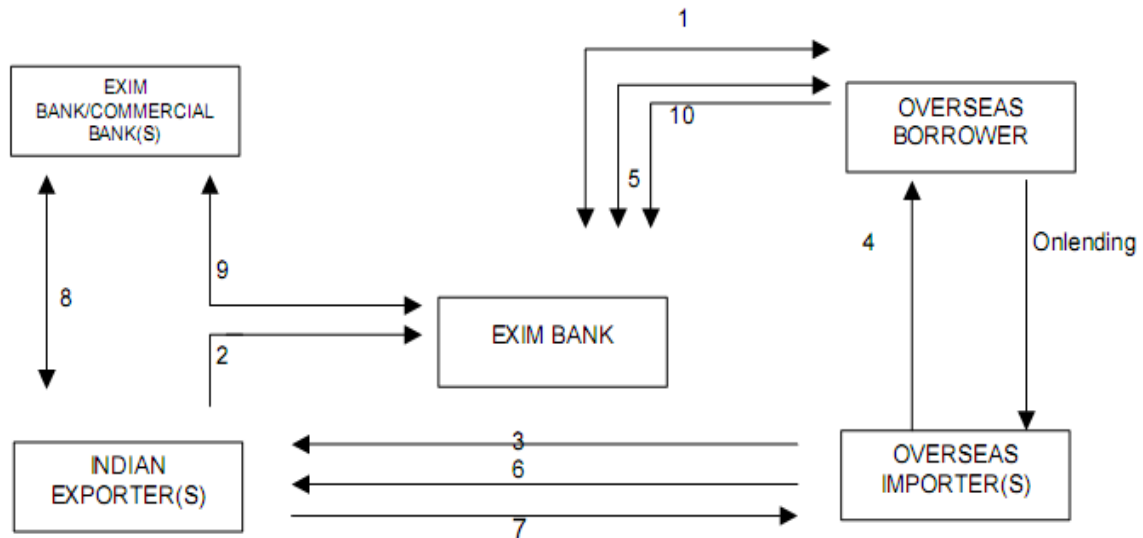 1
EXIM
BANK/COMMERCIAL
BANK(S)
OVERSEAS
BORROWER
10
5
4
Onlending
9
8
EXIM BANK
2
3
INDIAN
EXPORTER(S)
OVERSEAS
IMPORTER(S)
6
7